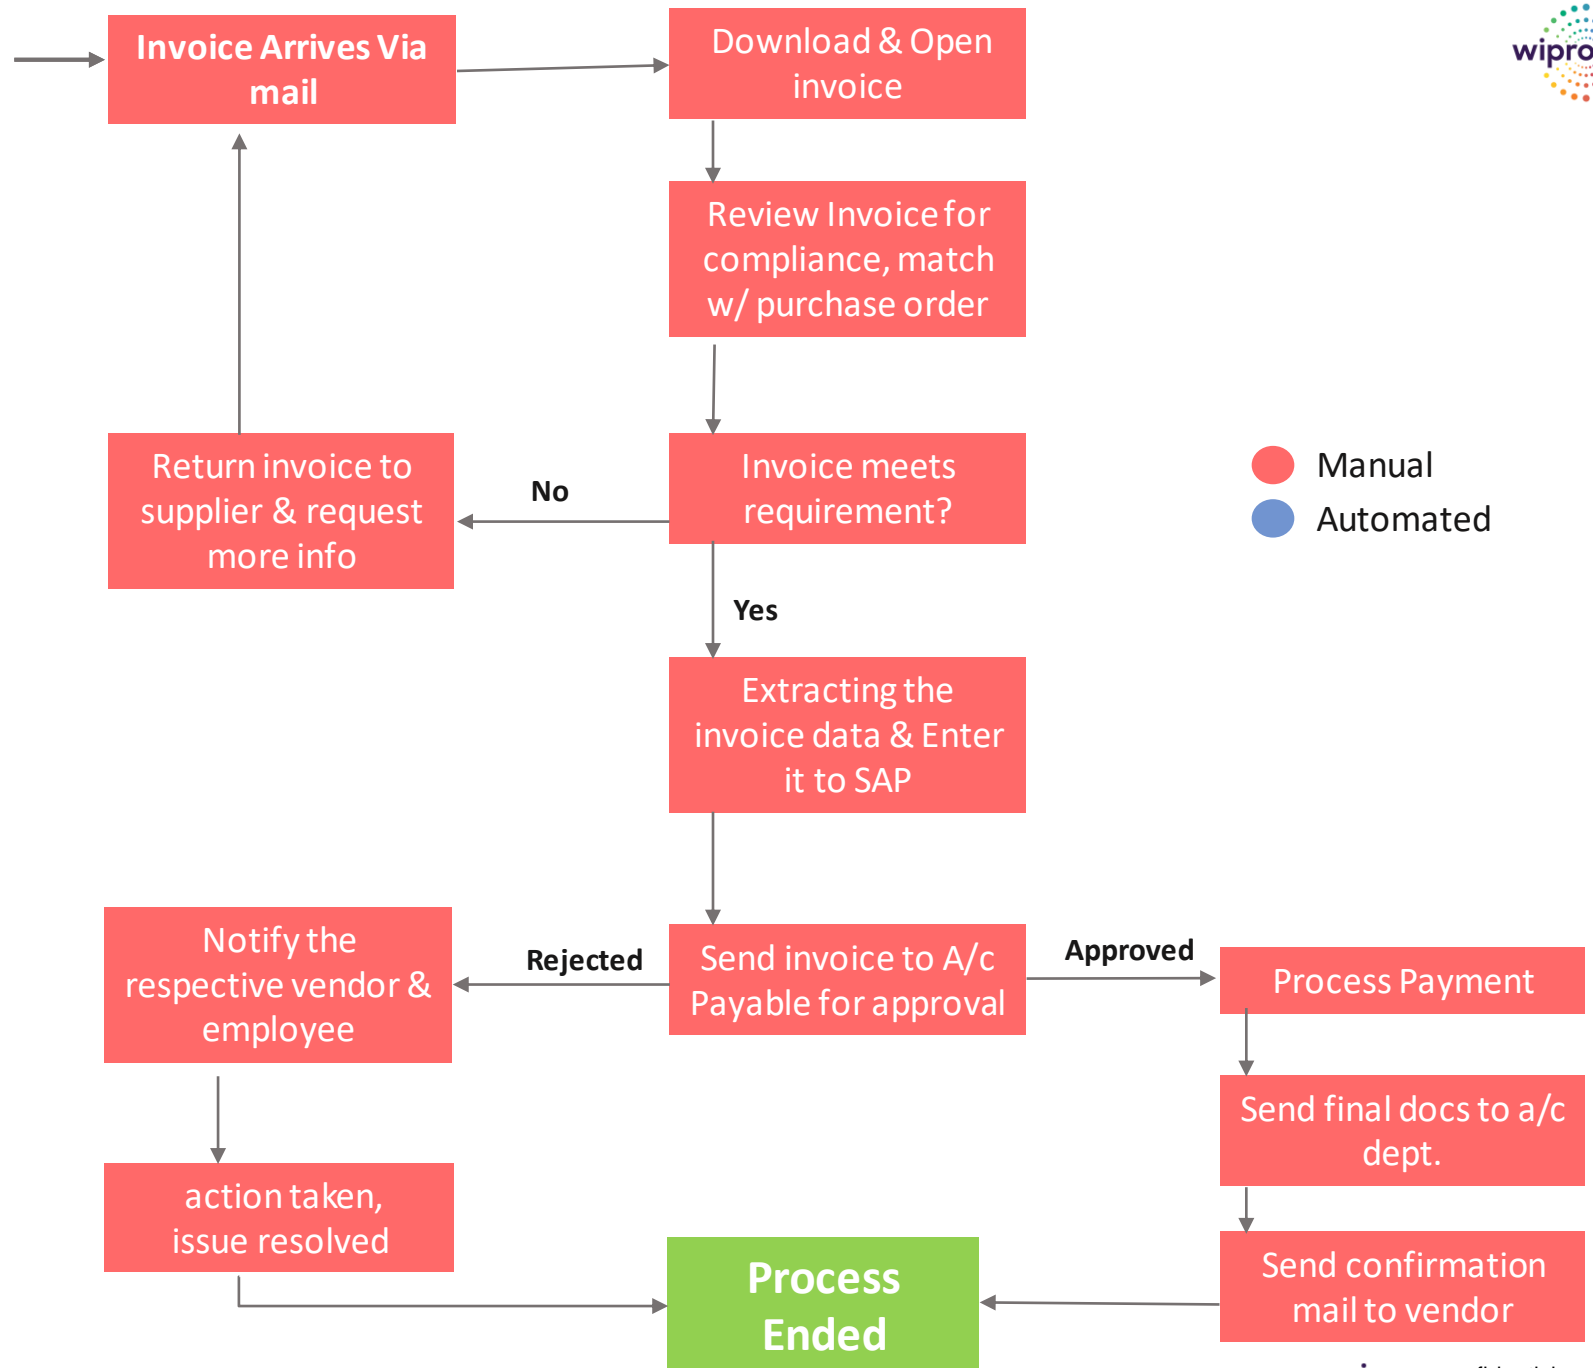 Invoice Arrives Via
mail
Download & Open
invoice
wipro
Review Invoice for
compliance, match
w/ purchase order
Return invoice to
supplier & request
more info
No
Invoice meets
requirement?
Manual
Automated
Yes
Extracting the
invoice data & Enter
it to SAP
Notify the
respective vendor &
employee
Rejected
Send invoice to A/c
Payable for approval
Approved
Process Payment
Send final docs to a/c
dept.
action taken,
issue resolved
Process
Ended
Send confirmation
mail to vendor